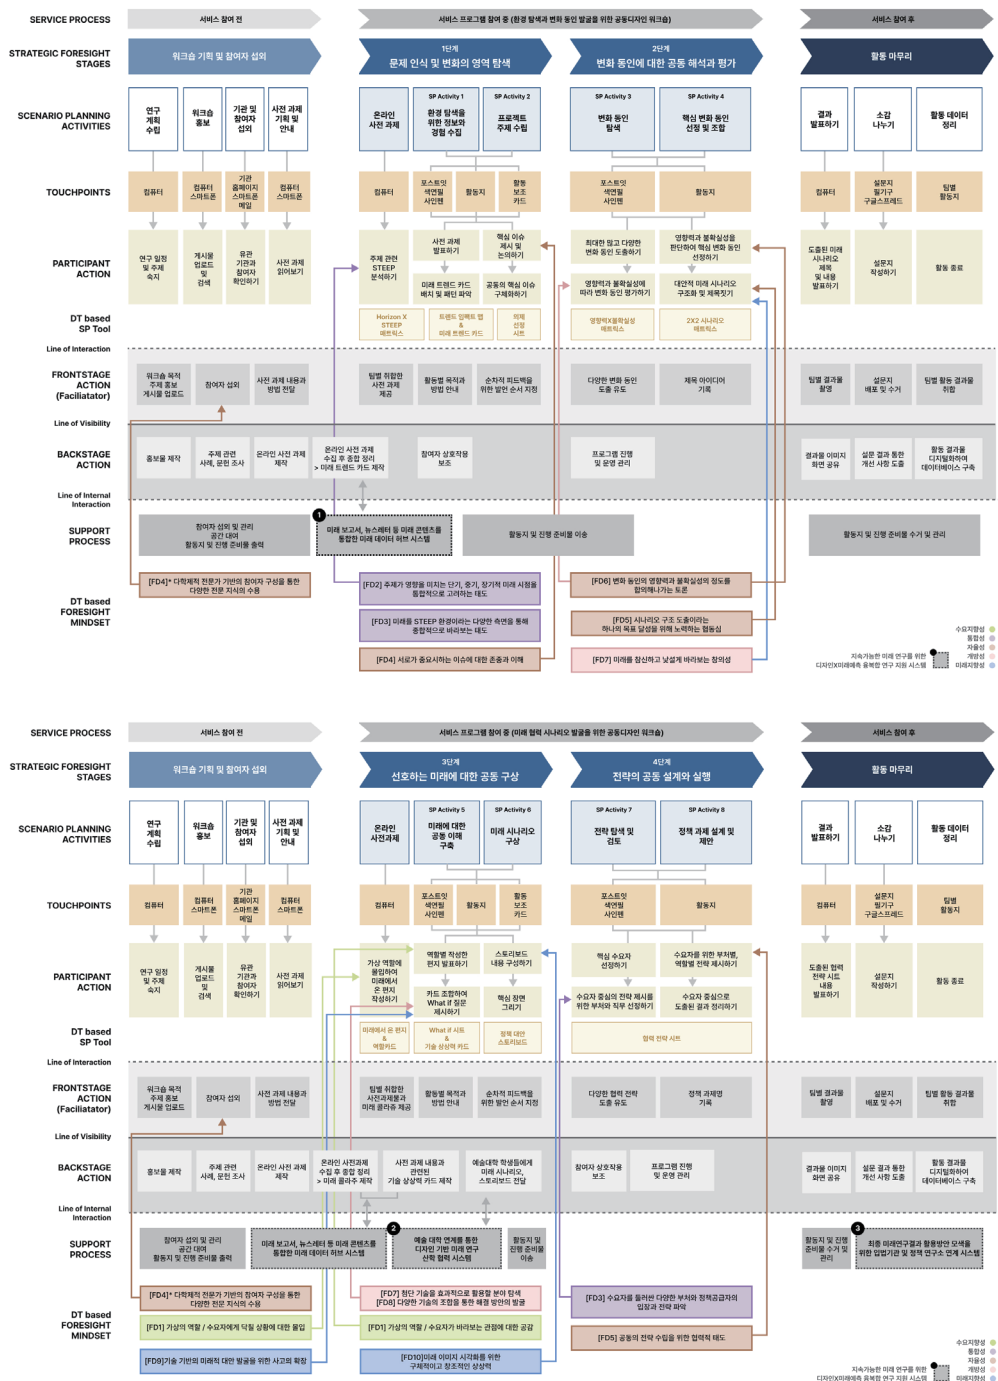 SERVICE PROCESS
서비스 참여 전
서비스 프로그램 참여 중 (환경 탐색과 변화 동인 발굴을 위한 공동디자인 워크숍)
서비스 참여 후
STRATEGIC FORESIGHT
STAGES
워크숍 기획 및 참여자 섭외
1단계
문제 인식 및 변화의 영역 탐색
2단계
변화 동인에 대한 공동 해석과 평가
활동 마무리
SCENARIO PLANNING
ACTIVITIES
연구
계획
수립
워크숍
홍보
기관 및
참여자
섭외
사전 과제
기획 및
안내
온라인
사전 과제
SP Activity 1
환경 탐색을
위한 정보와
경험 수집
SP Activity 2
프로젝트
주제 수립
SP Activity 3
변화 동인
탐색
SP Activity 4
핵심 변화 동인
선정 및 조합
결과
발표하기
소감
나누기
활동 데이터
정리
TOUCHPOINTS
컴퓨터
컴퓨터
스마트폰
기관
홈페이지
스마트폰
메일
컴퓨터
스마트폰
컴퓨터
포스트잇
색연필
사인펜
활동지
활동
보조
카드
포스트잇
색연필
사인펜
활동지
컴퓨터
설문지
필기구
구글스프레드
팀별
활동지
PARTICIPANT
ACTION
연구 일정
및 주제
숙지
게시물
업로드
및
검색
유관
기관과
참여자
확인하기
사전 과제
읽어보기
주제 관련
STEEP
분석하기
사전 과제
발표하기
핵심 이슈
제시 및
논의하기
미래 트렌드 카드
배치 및 패턴 파악
공동의 핵심 이슈
구체화하기
최대한 많고 다양한
변화 동인 도출하기
영향력과 불확실성을
판단하여 핵심 변화 동인
선정하기
영향력과 불확실성에
따라 변화 동인 평가하기
대안적 미래 시나리오
구조화 및 제목짓기
도출된 미래
시나리오
제목
및 내용
발표하기
설문지
작성하기
활동 종료
DT based
SP Tool
Horizon X
STEEP
매트릭스
트렌드 임팩트 맵
&
미래 트렌드 카드
의제
선정
시트
영향력X불확실성
매트릭스
2X2 시나리오
매트릭스
Line of Interaction
FRONTSTAGE
ACTION
(Faciliatator)
워크숍 목적
주제 홍보
게시물 업로드
참여자 섭외
사전 과제 내용과
방법 전달
팀별 취합한
사전 과제
제공
활동별 목적과
방법 안내
순차적 피드백을
위한 발언 순서 지정
다양한 변화 동인
도출 유도
제목 아이디어
기록
팀별 결과물
촬영
설문지
배포 및 수거
팀별 활동 결과물
취합
Line of Visibility
BACKSTAGE
ACTION
홍보물 제작
주제 관련
사례, 문헌 조사
온라인 사전 과제
제작
온라인 사전 과제
수집 후 종합 정리
> 미래 트렌드 카드 제작
참여자 상호작용
보조
프로그램 진행
및 운영 관리
결과물 이미지
화면 공유
설문 결과 통한
개선 사항 도출
활동 결과물
디지털화하여
데이터베이스 구축
Line of Internal
Interaction
SUPPORT
PROCESS
참여자 섭외 및 관리
공간 대여
활동지 및 진행 준비물 출력
1
미래 보고서, 뉴스레터 등 미래 콘텐츠를
통합한 미래 데이터 허브 시스템
활동지 및 진행 준비물 이송
활동지 및 진행 준비물 수거 및 관리
DT based
FORESIGHT
MINDSET
[FD4]* 다학제적 전문가 기반의 참여자 구성을 통한
다양한 전문 지식의 수용
[FD2] 주제가 영향을 미치는 단기, 중기, 장기적 미래 시점을
통합적으로 고려하는 태도
[FD3] 미래를 STEEP 환경이라는 다양한 측면을 통해
종합적으로 바라보는 태도
[FD4] 서로가 중요시하는 이슈에 대한 존중과 이해
[FD6] 변화 동인의 영향력과 불확실성의 정도를
합의해나가는 토론
[FD5] 시나리오 구조 도출이라는
하나의 목표 달성을 위해 노력하는 협동심
[FD7] 미래를 참신하고 낯설게 바라보는 창의성
지속가능한 미래 연구를 위한
디자인X미래예측 융복합 연구 지원 시스템
수요지향성
통합성
자율성
개방성
미래지향성
SERVICE PROCESS
서비스 참여 전
서비스 프로그램 참여 중 (미래 협력 시나리오 발굴을 위한 공동디자인 워크숍)
서비스 참여 후
STRATEGIC FORESIGHT
STAGES
워크숍 기획 및 참여자 섭외
3단계
선호하는 미래에 대한 공동 구상
4단계
전략의 공동 설계와 실행
활동 마무리
SCENARIO PLANNING
ACTIVITIES
연구
계획
수립
워크숍
홍보
기관 및
참여자
섭외
사전 과제
기획 및
안내
온라인
사전과제
SP Activity 5
미래에 대한
공동 이해
구축
SP Activity 6
미래 시나리오
구상
SP Activity 7
전략 탐색 및
검토
SP Activity 8
정책 과제 설계 및
제안
결과
발표하기
소감
나누기
활동 데이터
정리
TOUCHPOINTS
컴퓨터
컴퓨터
스마트폰
기관
홈페이지
스마트폰
메일
컴퓨터
스마트폰
컴퓨터
포스트잇
색연필
사인펜
활동지
활동
보조
카드
포스트잇
색연필
사인펜
활동지
컴퓨터
설문지
필기구
구글스프레드
팀별
활동지
PARTICIPANT
ACTION
연구 일정
및 주제
숙지
게시물
업로드
및
검색
유관
기관과
참여자
확인하기
사전 과제
읽어보기
가상 역할에
몰입하여
미래에서
온 편지
작성하기
역할별 작성한
편지 발표하기
스토리보드
내용 구성하기
카드 조합하여
What if 질문
제시하기
핵심 장면
그리기
핵심 수요자
선정하기
수요자를 위한 부처별,
역할별 전략 제시하기
수요자 중심의 전략 제시를
위한 부처와 직무 선정하기
수요자 중심으로
도출된 결과 정리하기
도출된 협력
전략 시트
내용
발표하기
설문지
작성하기
활동 종료
DT based
SP Tool
미래에서 온 편지
&
역할카드
What if 시트
&
기술 상상력 카드
정책 대안
스토리보드
협력 전략 시트
Line of Interaction
FRONTSTAGE
ACTION
(Faciliatator)
워크숍 목적
주제 홍보
게시물 업로드
참여자 섭외
사전 과제 내용과
방법 전달
팀별 취합한
사전과제물과
미래 콜라쥬 제공
활동별 목적과
방법 안내
순차적 피드백을
위한 발언 순서 지정
다양한 협력 전략
도출 유도
정책 과제명
기록
팀별 결과물
촬영
설문지
배포 및 수거
팀별 활동 결과물
취합
Line of Visibility
BACKSTAGE
ACTION
홍보물 제작
주제 관련
사례, 문헌 조사
온라인 사전 과제
제작
온라인 사전과제
수집 후 종합 정리
> 미래 콜라주 제작
사전 과제 내용과
관련된
기술 상상력 카드 제작
예술대학 학생들에게
미래 시나리오,
스토리보드 전달
참여자 상호작용
보조
프로그램 진행
및 운영 관리
결과물 이미지
화면 공유
설문 결과 통한
개선 사항 도출
활동 결과물
디지털화하여
데이터베이스 구축
Line of Internal
Interaction
SUPPORT
PROCESS
참여자 섭외 및 관리
공간 대여
활동지 및 진행 준비물 출력
미래 보고서, 뉴스레터 등 미래 콘텐츠를
통합한 미래 데이터 허브 시스템
2
예술 대학 연계를 통한
디자인 기반 미래 연구
산학 협력 시스템
활동지 및
진행 준비물
이송
활동지 및 진행
준비물 수거 및
관리
3
최종 미래연구결과 활용방안 모색을
위한 입법기관 및 정책 연구소 연계 시스템
DT based
FORESIGHT
MINDSET
[FD4]* 다학제적 전문가 기반의 참여자 구성을 통한
다양한 전문 지식의 수용
[FD1] 가상의 역할 / 수요자에게 닥칠 상황에 대한 몰입
[FD9]기술 기반의 미래적 대안 발굴을 위한 사고의 확장
[FD7] 첨단 기술을 효과적으로 활용할 분야 탐색
[FD8] 다양한 기술의 조합을 통한 해결 방안의 발굴
[FD1] 가상의 역할 / 수요자가 바라보는 관점에 대한 공감
[FD10]미래 이미지 시각화를 위한
구체적이고 창조적인 상상력
[FD3] 수요자를 둘러싼 다양한 부처와 정책공급자의
입장과 전략 파악
[FD5] 공동의 전략 수립을 위한 협력적 태도
지속가능한 미래 연구를 위한
디자인X미래예측 융복합 연구 지원 시스템
수요지향성
통합성
자율성
개방성
미래지향성